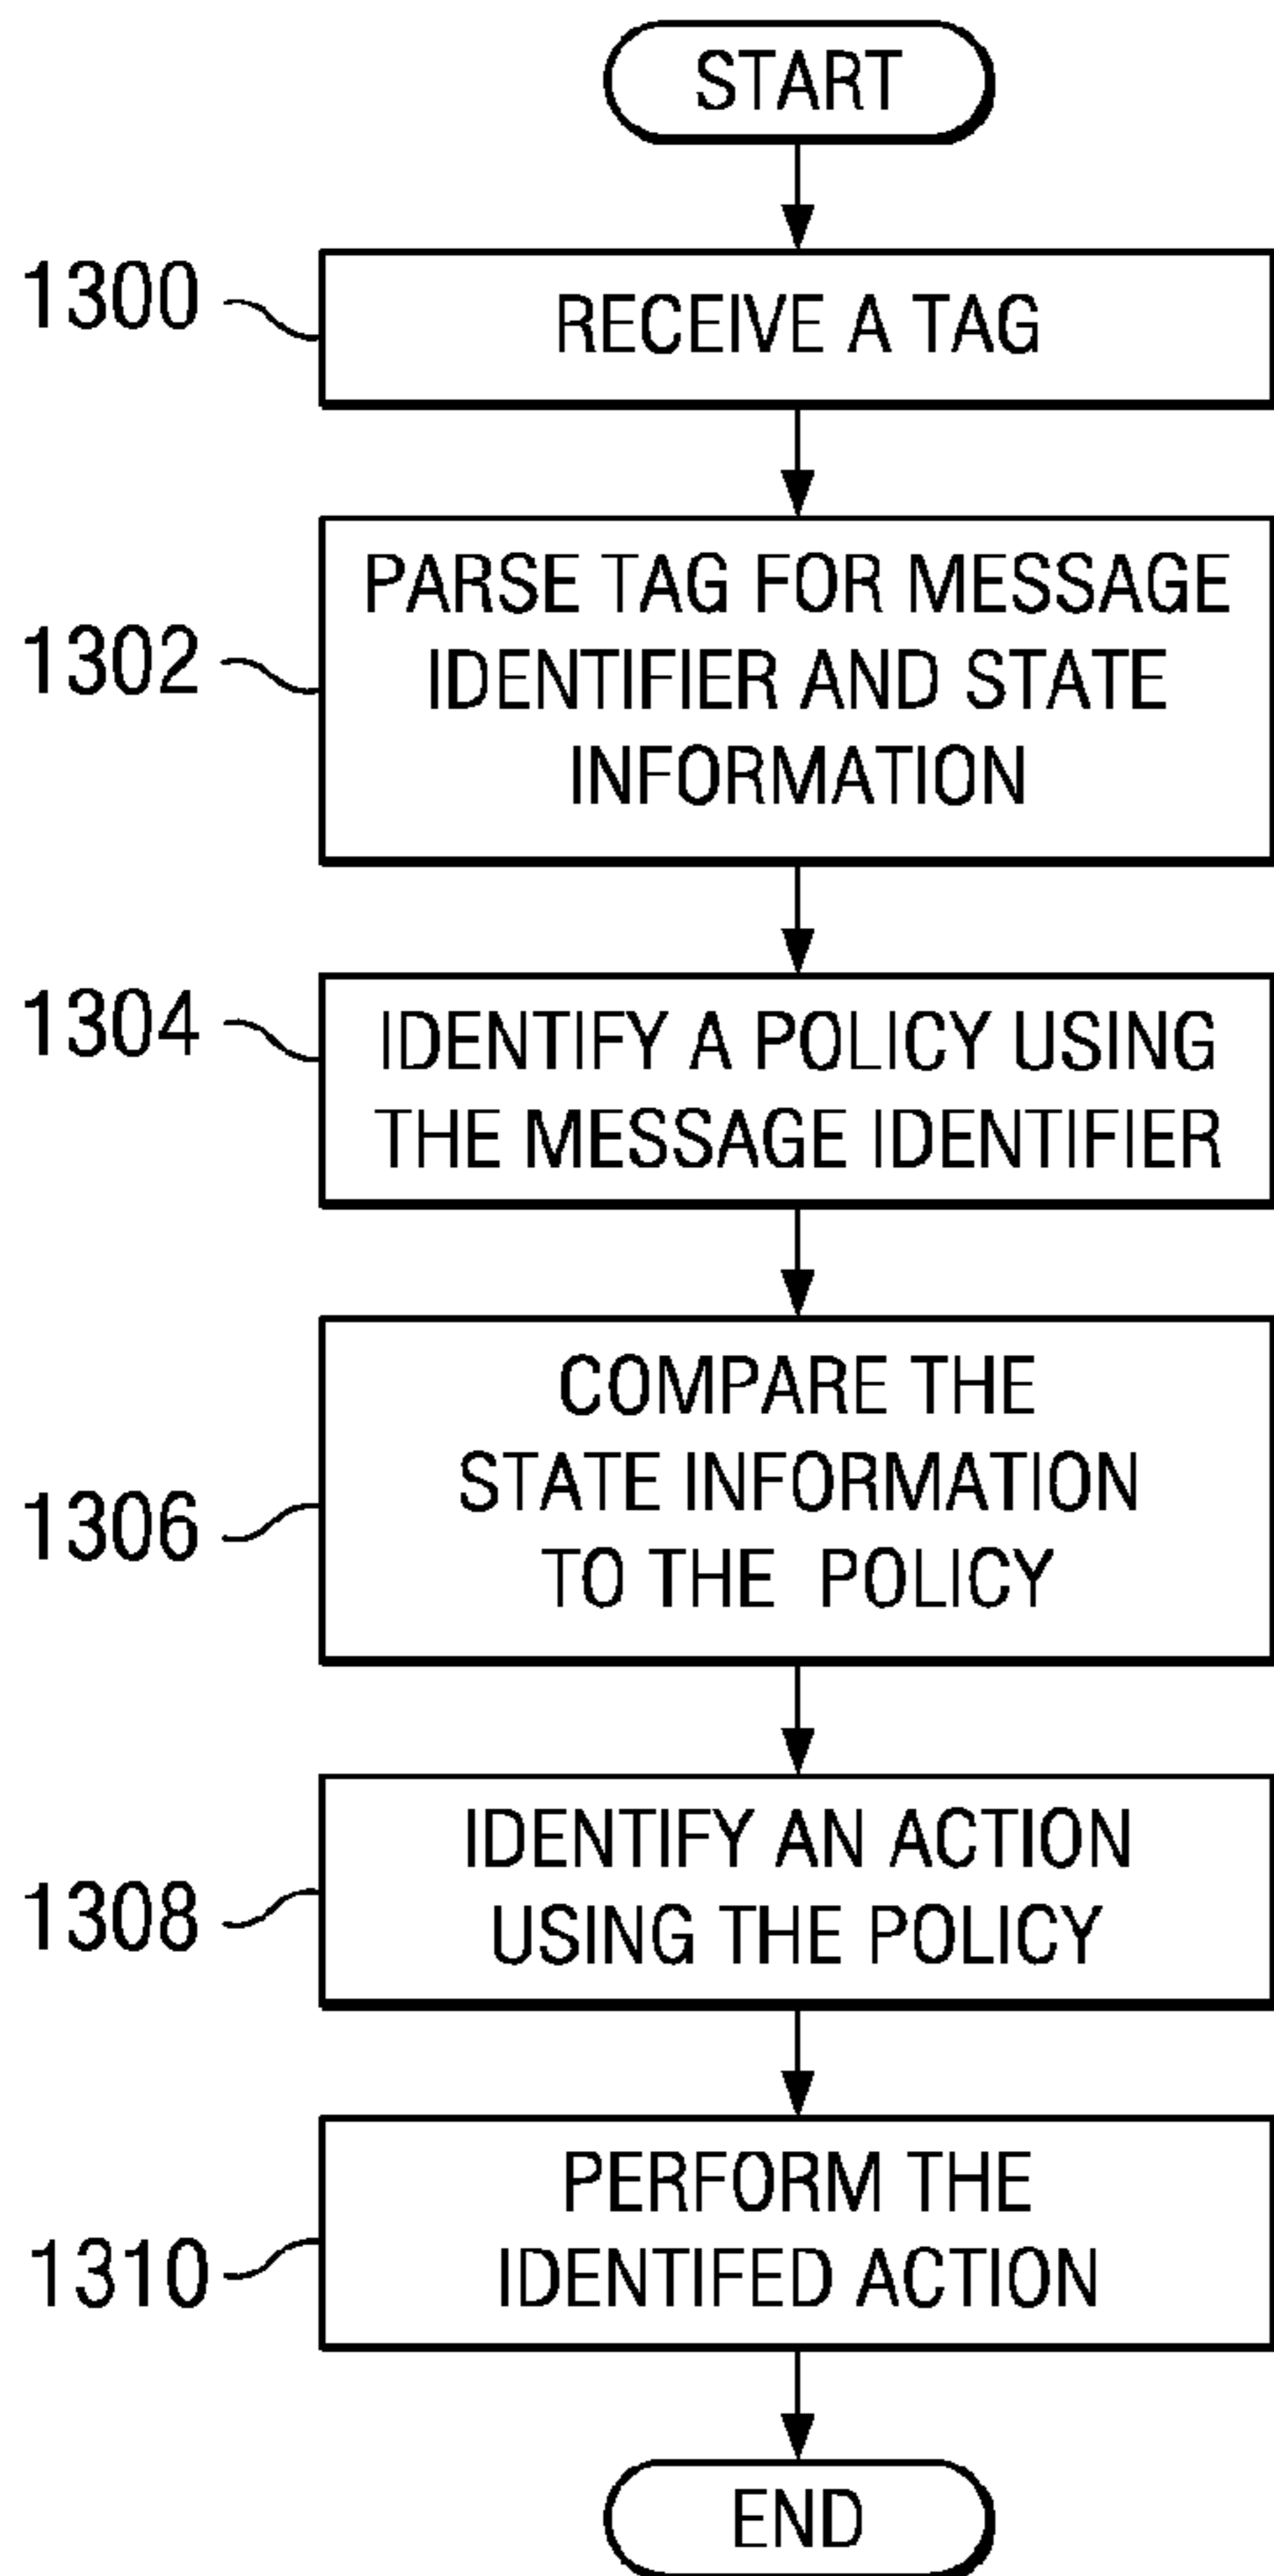 START
1300
RECEIVE A TAG
1302
PARSE TAG FOR MESSAGE
IDENTIFIER AND STATE
INFORMATION
1304
IDENTIFY A POLICY USING
THE MESSAGE IDENTIFIER
1306
COMPARE THE
STATE INFORMATION
TO THE POLICY
1308
IDENTIFY AN ACTION
USING THE POLICY
1310
PERFORM THE
IDENTIFED ACTION
END